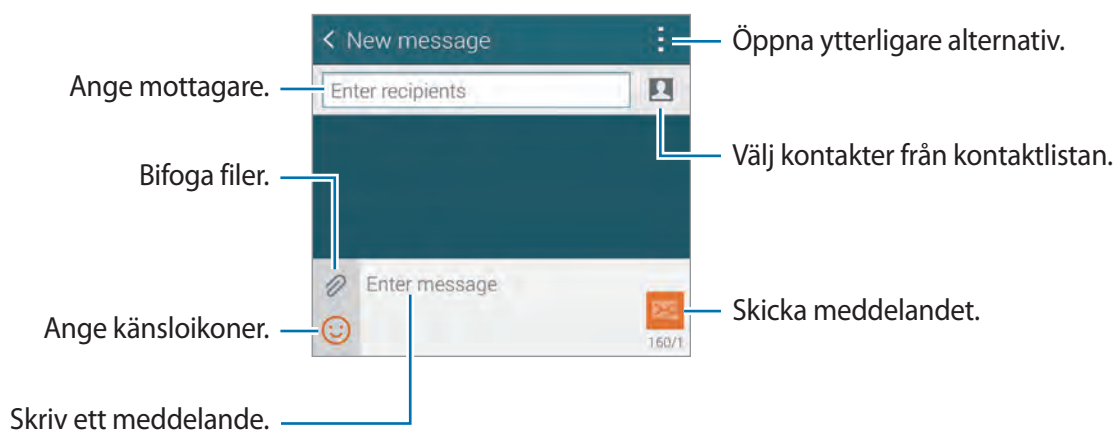 New message
Öppna ytterligare alternativ.
Ange mottagare.
Enter recipients
Välj kontakter från kontaktlistan.
Bifoga filer.
Enter message
Skicka meddelandet.
Ange känsloikoner.
160/1
Skriv ett meddelande.